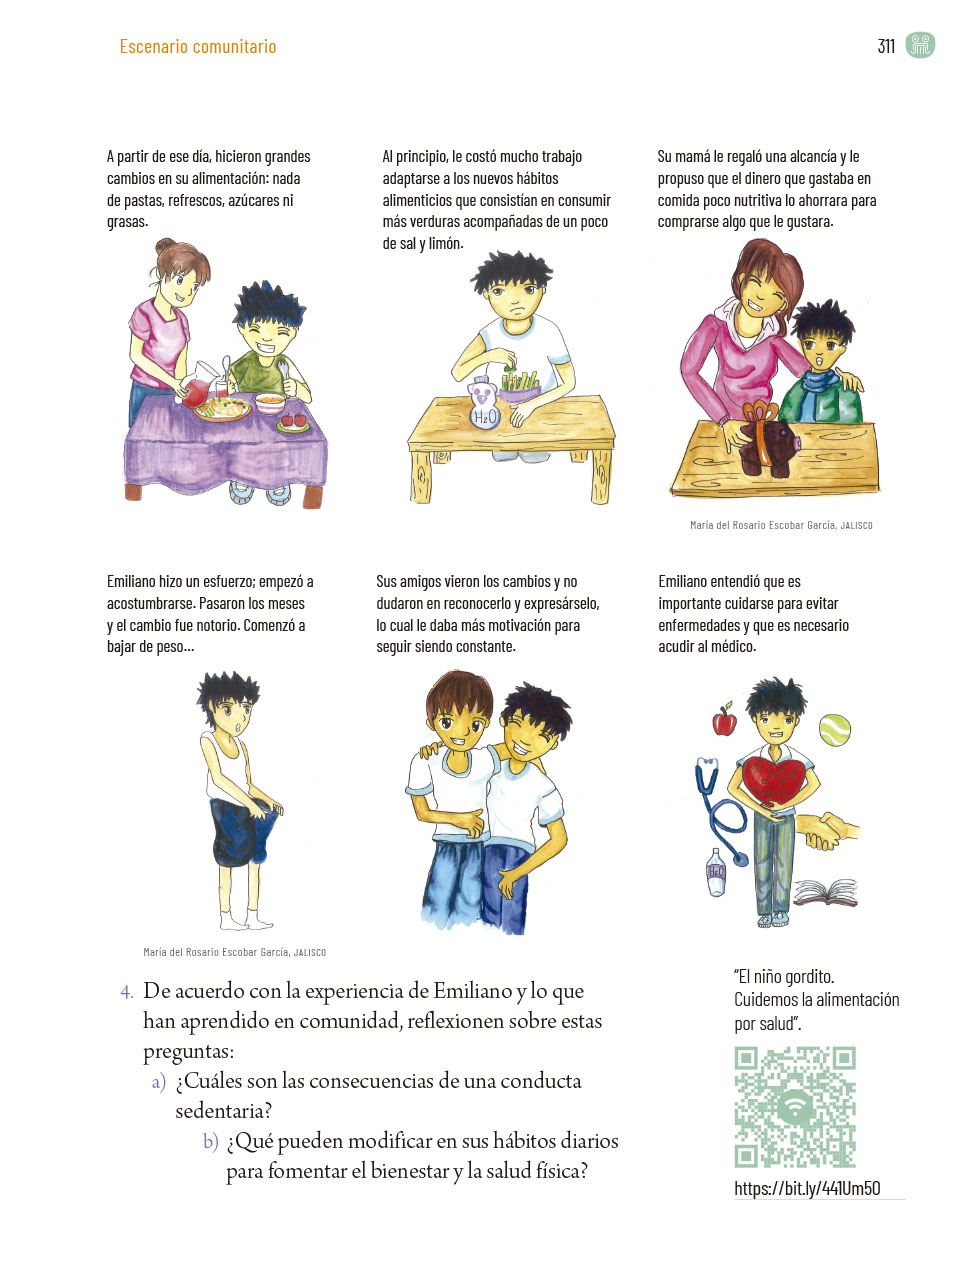 Escenario comunitario
311
A partir de ese día, hicieron grandes
cambios en su alimentación: nada
de pastas, refrescos, azúcares ni
grasas.
Al principio, le costó mucho trabajo
adaptarse a los nuevos hábitos
alimenticios que consistían en consumir
más verduras acompañadas de un poco
de sal y limón.
Su mamá le regaló una alcancía y le
propuso que el dinero que gastaba en
comida poco nutritiva lo ahorrara para
comprarse algo que le gustara.
H2O
María del Rosario Escobar García, JALISCO
Emiliano hizo un esfuerzo; empezó a
acostumbrarse. Pasaron los meses
y el cambio fue notorio. Comenzó a
bajar de peso...
Sus amigos vieron los cambios y no
dudaron en reconocerlo y expresárselo,
lo cual le daba más motivación para
seguir siendo constante.
Emiliano entendió que es
importante cuidarse para evitar
enfermedades y que es necesario
acudir al médico.
H2O
María del Rosario Escobar García, JALISCO
4. De acuerdo con la experiencia de Emiliano y lo que
han aprendido en comunidad, reflexionen sobre estas
preguntas:
a) ¿Cuáles son las consecuencias de una conducta
sedentaria?
b) ¿Qué pueden modificar en sus hábitos diarios
para fomentar el bienestar y la salud física?
“El niño gordito.
Cuidemos la alimentación
por salud”.
https://bit.ly/441Um50